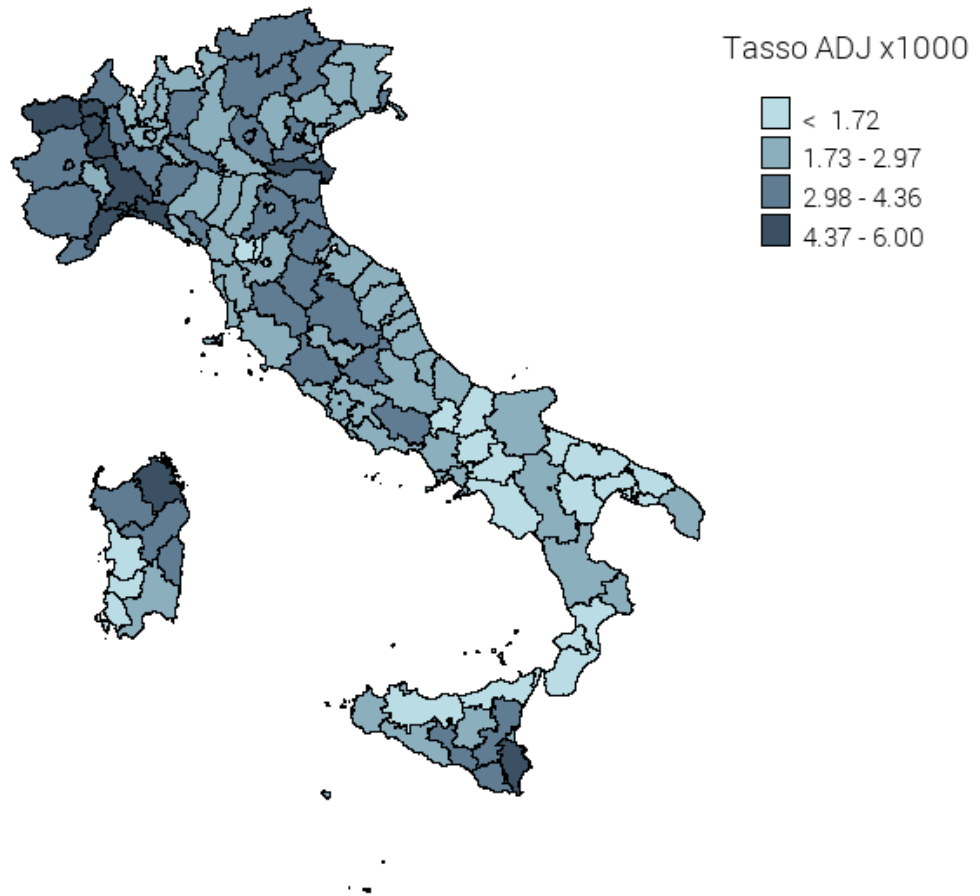 Tasso ADJ x1000
< 1.72
1.73 - 2.97
2.98 - 4.36
4.37 - 6.00